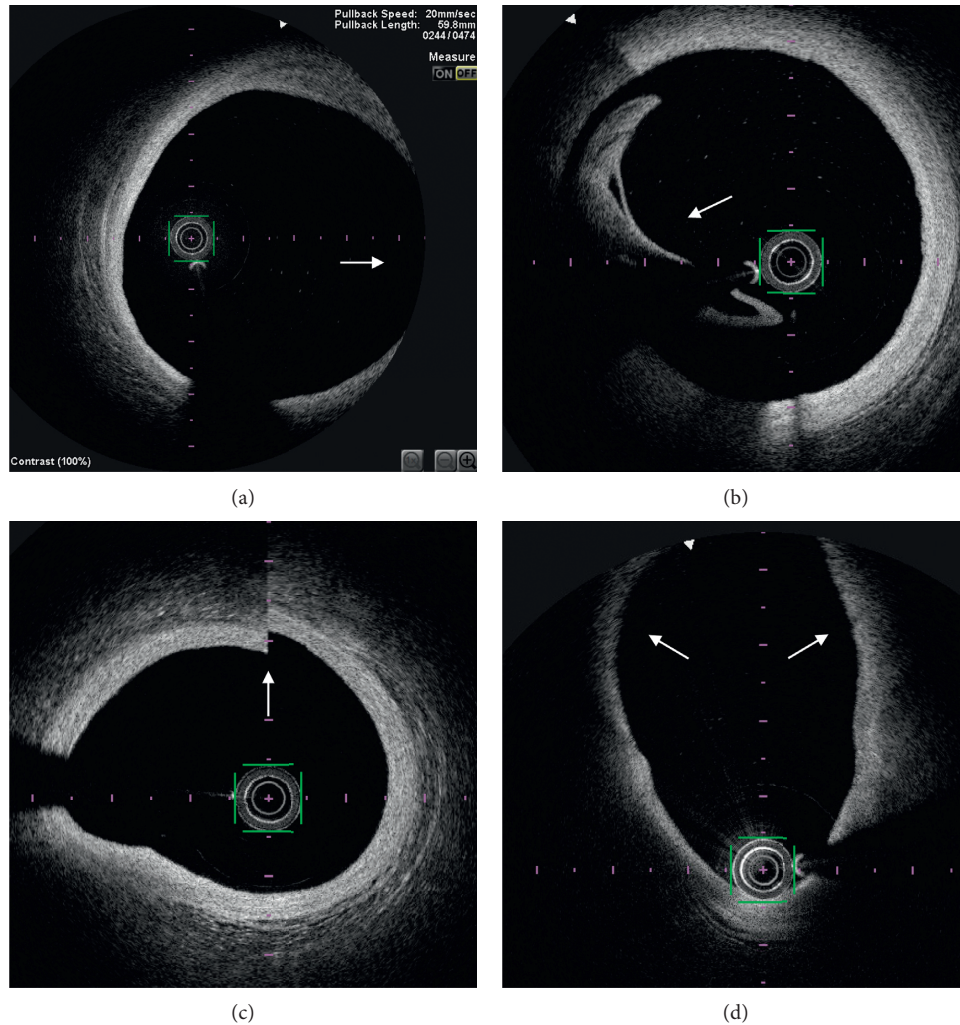 Pullback Speed: 20mm/sec
Pullback Length: 59.8mm
0244/0474
Measure
ON OFF
Contrast (100%)
(a)
(b)
(c)
(d)